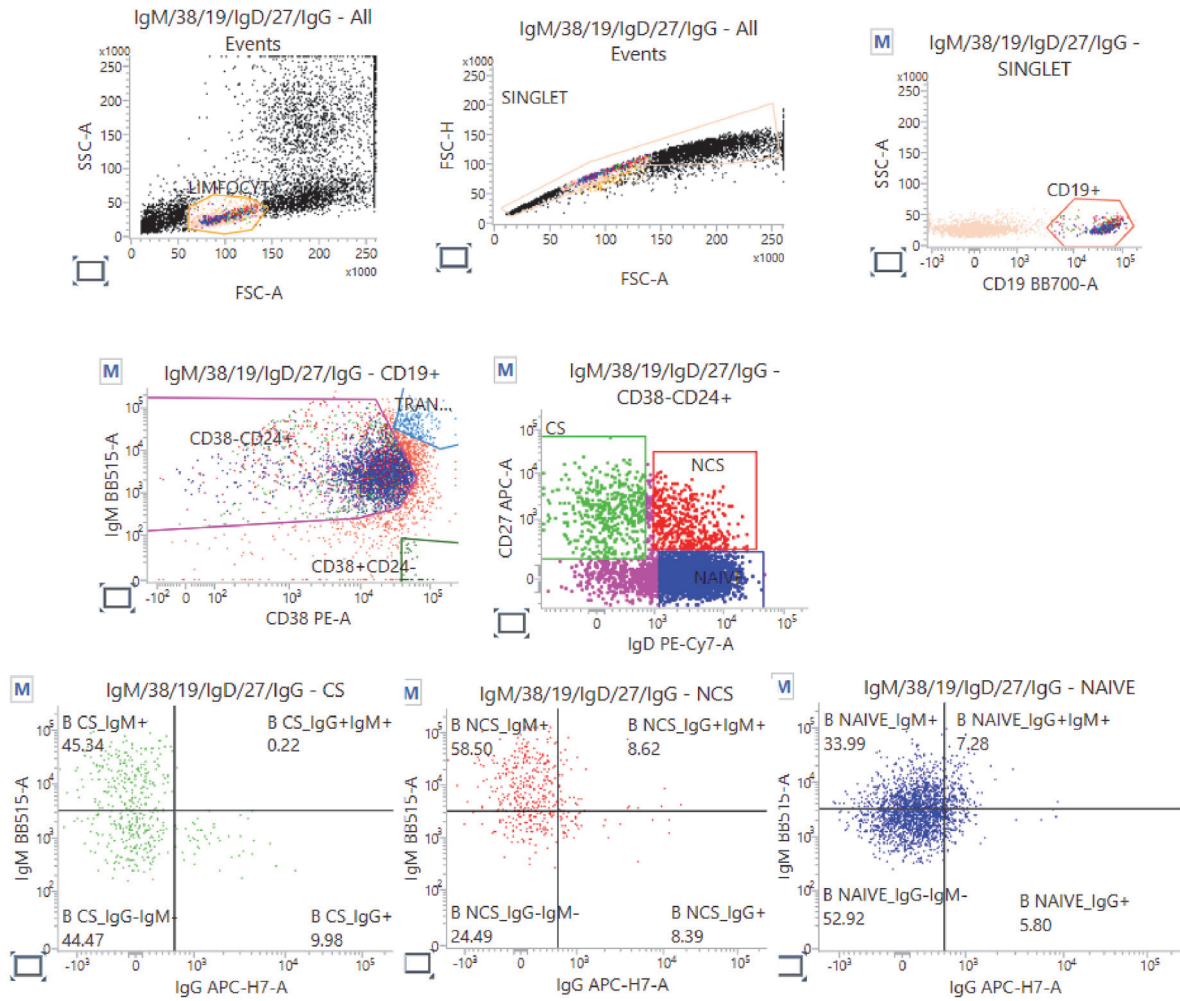 IgM/38/19/IgD/27/IgG - All
Events
x1000
250
200
150
100
50
0
SSC-A
LIMFOCYT
0
50
100
150
200
250
x1000
FSC-A
IgM/38/19/IgD/27/IgG - All
Events
x1000
250
200
150
100
50
0
FSC-H
SINGLET
0
50
100
150
200
250
x1000
FSC-A
M
IgM/38/19/IgD/27/IgG -
SINGLET
x1000
250
200
150
100
50
0
SSC-A
CD19+
-10³
0
10³
10⁴
10⁵
CD19 BB700-A
M
IgM/38/19/IgD/27/IgG - CD19+
10⁵
10⁴
10³
10²
0
IgM BB515-A
TRAN...
CD38-CD24+
CD38+CD24-
-10²
0
10²
10³
10⁴
10⁵
CD38 PE-A
M
IgM/38/19/IgD/27/IgG -
CD38-CD24+
10⁵
10⁴
10³
0
CD27 APC-A
CS
NCS
NAIVE
0
10³
10⁴
10⁵
IgD PE-Cy7-A
M
IgM/38/19/IgD/27/IgG - CS
10⁵
10⁴
10³
10²
0
IgM BB515-A
B CS_IgM+
45.34
B CS_IgG+IgM+
0.22
B CS_IgG-IgM-
44.47
B CS_IgG+
9.98
-10³
0
10³
10⁴
10⁵
IgG APC-H7-A
M
IgM/38/19/IgD/27/IgG - NCS
10⁵
10⁴
10³
10²
0
IgM BB515-A
B NCS_IgM+
58.50
B NCS_IgG+IgM+
8.62
B NCS_IgG-IgM-
24.49
B NCS_IgG+
8.39
-10³
0
10³
10⁴
10⁵
IgG APC-H7-A
M
IgM/38/19/IgD/27/IgG - NAIVE
10⁵
10⁴
10³
10²
0
IgM BB515-A
B NAIVE_IgM+
33.99
B NAIVE_IgG+IgM+
7.28
B NAIVE_IgG-IgM-
52.92
B NAIVE_IgG+
5.80
-10³
0
10³
10⁴
10⁵
IgG APC-H7-A